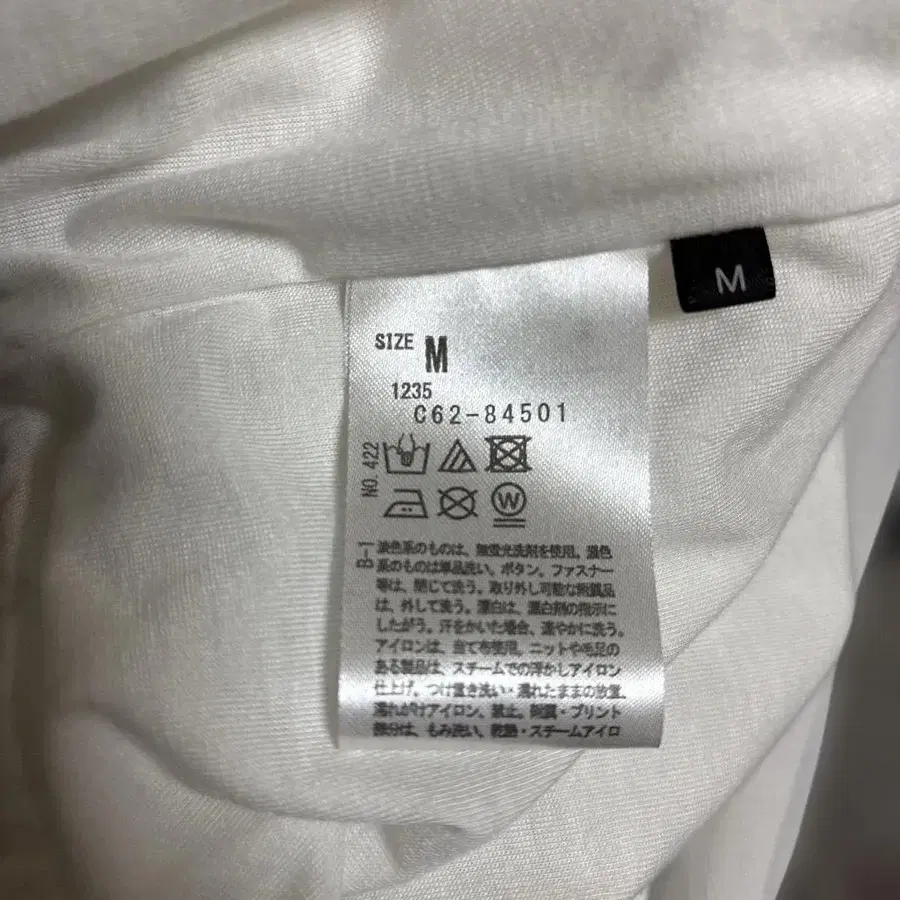 M
SIZE M
1235
C62-84501
NO.422
W
B-1
淡色系のものは、無蛍光洗剤を使用。濃色
系のものは単品洗い、ボタン、ファスナー
等は、閉じて洗う。取り外し可能な附属品
は、外して洗う。漂白は、漂白剤の指示に
したがう。汗をかいた場合、速やかに洗う。
アイロンは、当て布使用。ニットや毛足の
ある製品は、スチームでの浮かしアイロン
仕上げ。つけ置き洗い・濡れたままの放置、
濡れがけアイロン、禁止。附属・プリント
部分は、もみ洗い、乾熱・スチームアイロ